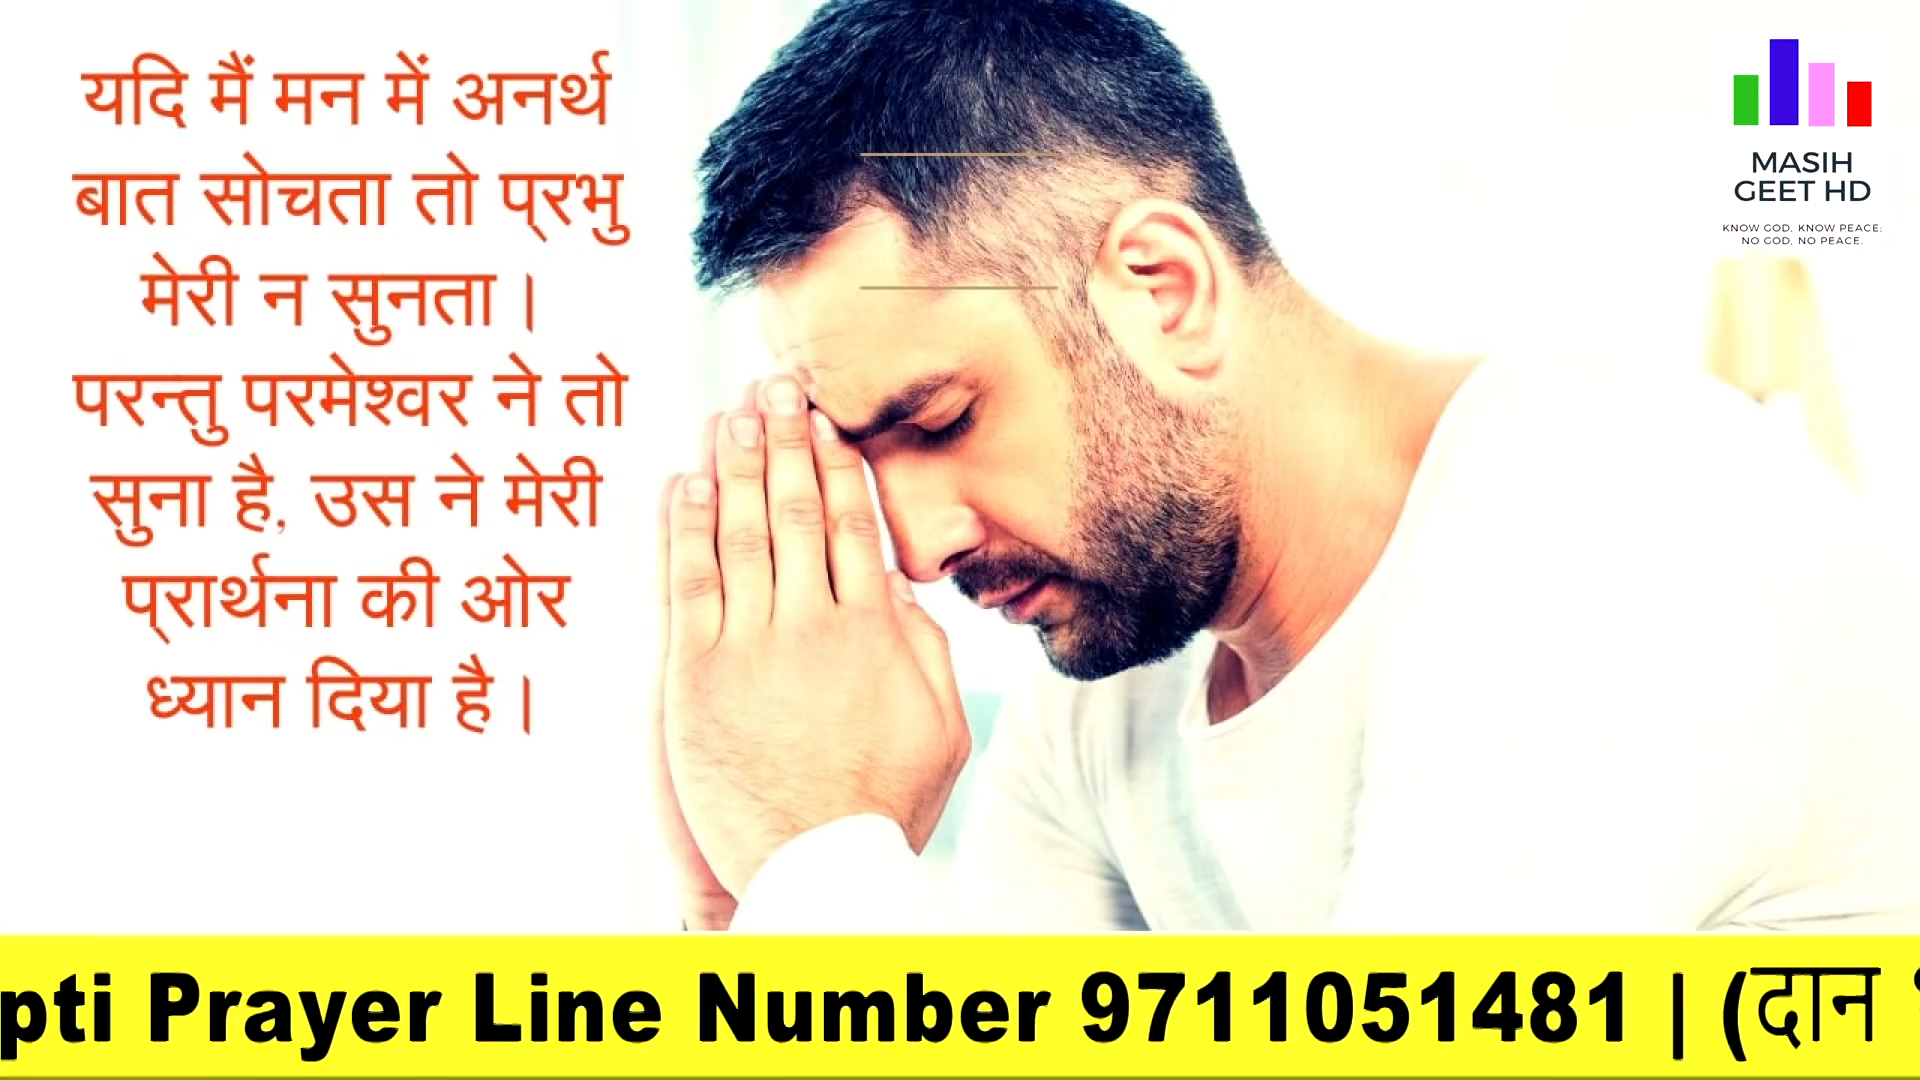 यदि मैं मन में अनर्थ
बात सोचता तो प्रभु
मेरी न सुनता।
परन्तु परमेश्वर ने तो
सुना है, उस ने मेरी
प्रार्थना की ओर
ध्यान दिया है।
MASIH
GEET HD
KNOW GOD, KNOW PEACE;
NO GOD, NO PEACE.
pti Prayer Line Number 9711051481 | (दान